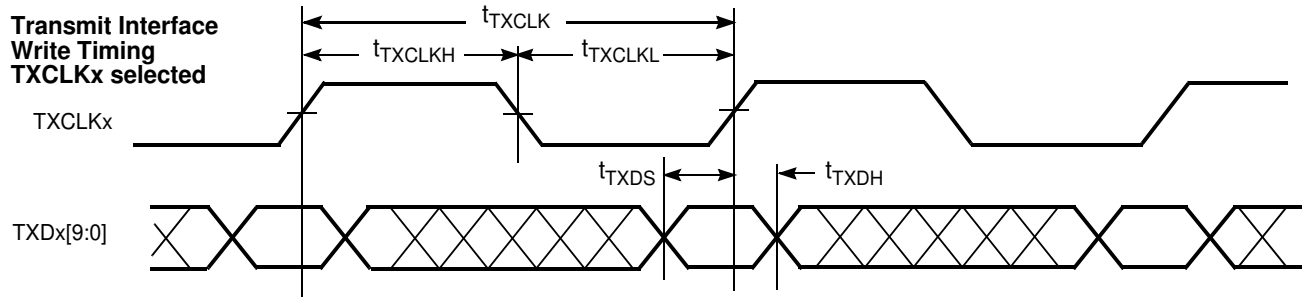 Transmit Interface
Write Timing
TXCLKx selected
tTXCLK
tTXCLKH
tTXCLKL
TXCLKx
tTXDS
tTXDH
TXDx[9:0]